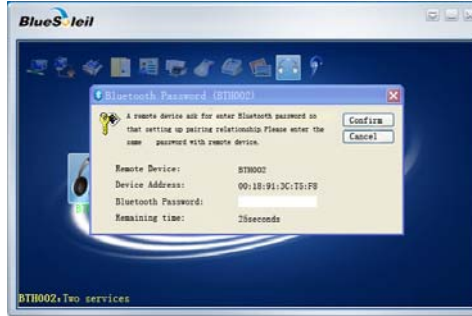 BlueSoleil
Bluetooth Password (BTH002)
A remote device ask for enter Bluetooth password so
that setting up pairing relationship.Please enter the
same password with remote device.
Confirm
Cancel
Remote Device: BTH002
Device Address: 00:18:91:3C:T5:F8
Bluetooth Password:
Remaining time: 26seconds
BTH002,Two services